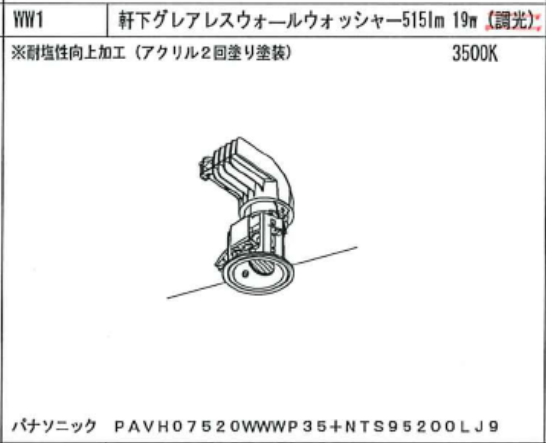 WW1 軒下グレアレスウォールウォッシャー515lm 19w (調光)
※耐塩性向上加工(アクリル2回塗り塗装) 3500K
パナソニック PAVH07520WWWP35+NTS95200LJ9